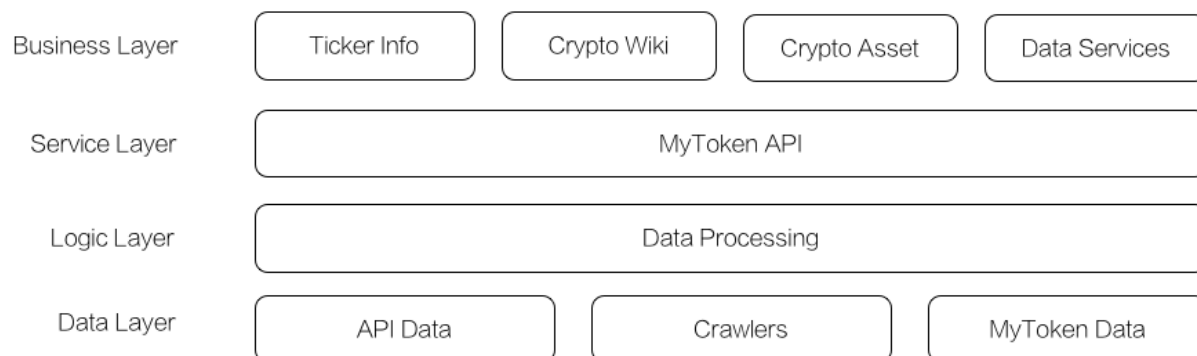 Business Layer
Ticker Info
Crypto Wiki
Crypto Asset
Data Services
Service Layer
MyToken API
Logic Layer
Data Processing
Data Layer
API Data
Crawlers
MyToken Data